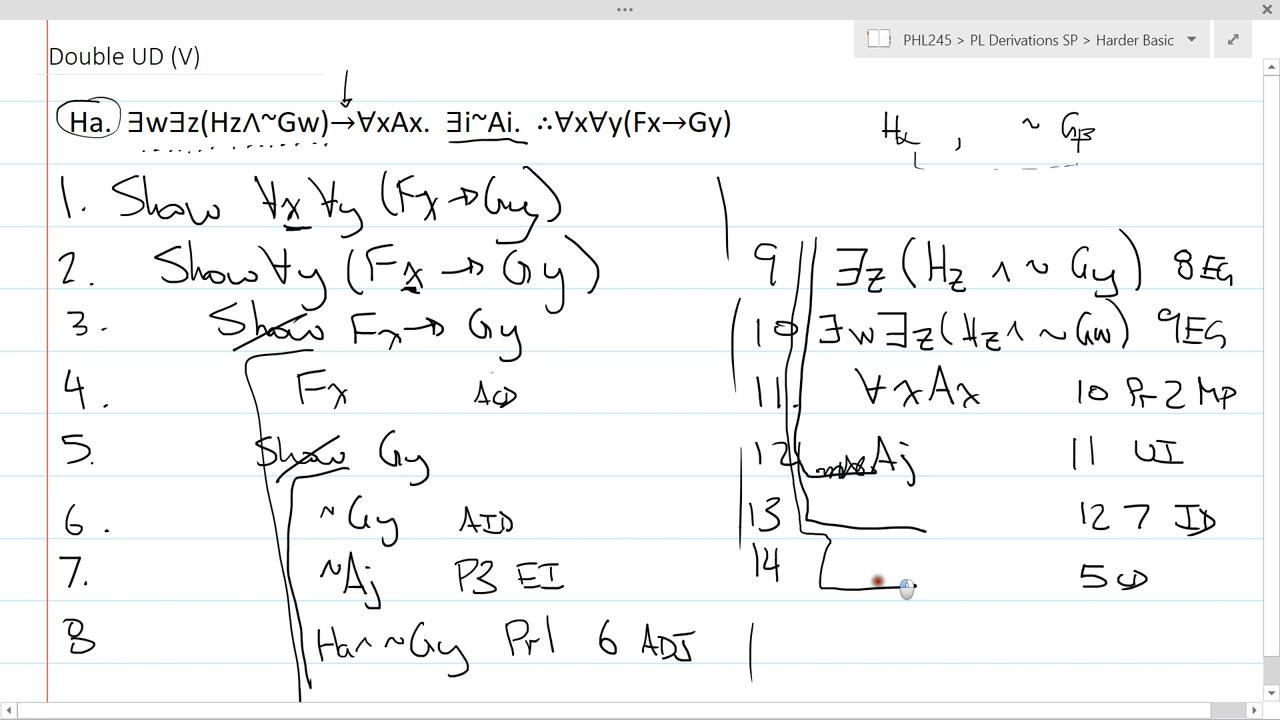 PHL245 > PL Derivations SP > Harder Basic
Double UD (V)
Ha. ∃w∃z(Hz∧~Gw)→∀xAx. ∃i~Ai. ∴∀x∀y(Fx→Gy)
Hα , ~Gβ
1. Show ∀x∀y (Fx→Gy)
2. Show ∀y (Fx → Gy)
3. Show Fx → Gy
4. Fx ACD
5. Show Gy
6. ~Gy AID
7. ~Aj P3 EI
8 Ha∧~Gy Pr1 6 ADJ
9 ∃z (Hz ∧ ~Gy) 8 EG
10 ∃w∃z(Hz∧~Gw) 9 EG
11. ∀xAx 10 Pr2 MP
12 Aj 11 UI
13 12 7 ID
14 5 CD